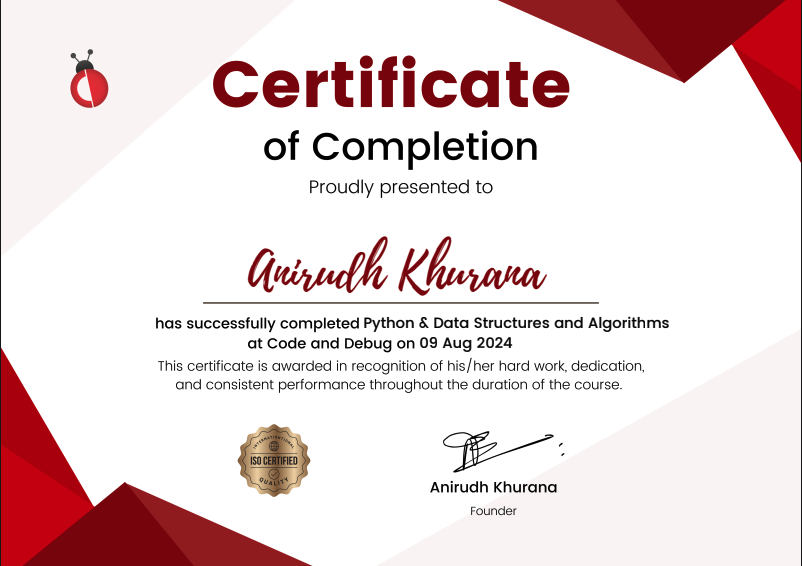 Certificate
of Completion
Proudly presented to
Anirudh Khurana
has successfully completed Python & Data Structures and Algorithms
at Code and Debug on 09 Aug 2024
This certificate is awarded in recognition of his/her hard work, dedication,
and consistent performance throughout the duration of the course.
INTERNATIONAL
ISO CERTIFIED
QUALITY
Anirudh Khurana
Founder